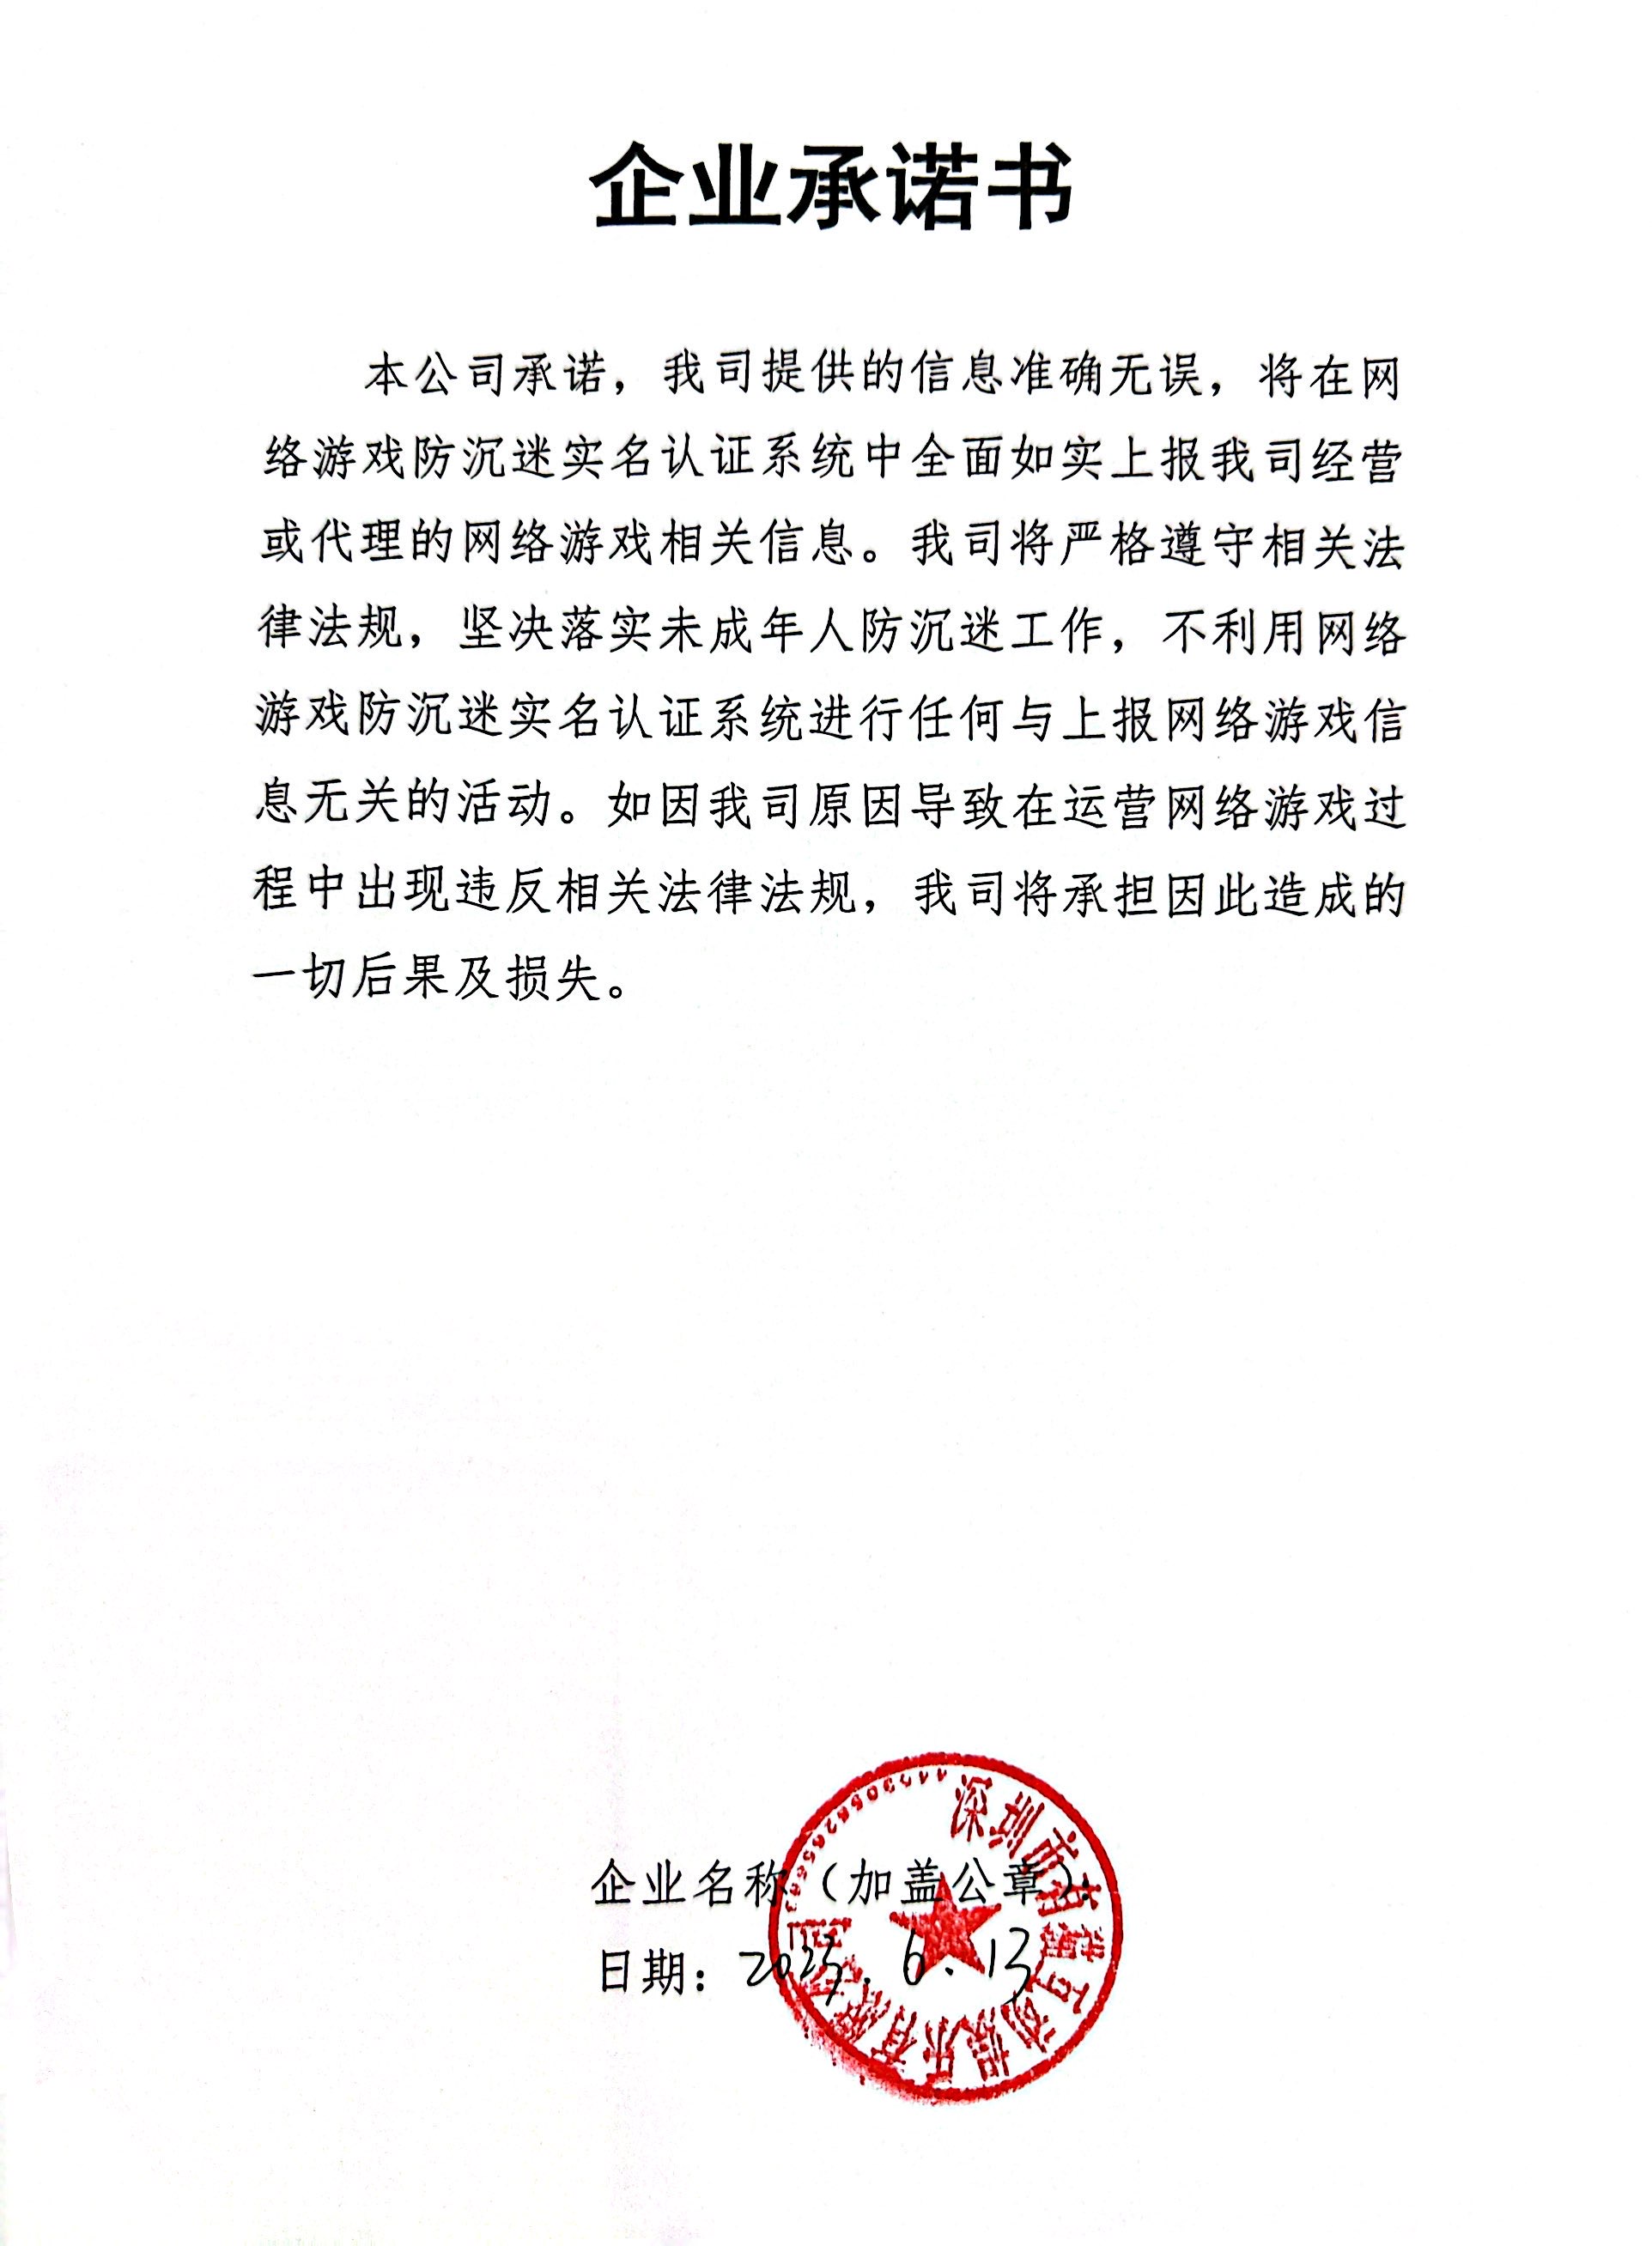 企业承诺书
本公司承诺，我司提供的信息准确无误，将在网
络游戏防沉迷实名认证系统中全面如实上报我司经营
或代理的网络游戏相关信息。我司将严格遵守相关法
律法规，坚决落实未成年人防沉迷工作，不利用网络
游戏防沉迷实名认证系统进行任何与上报网络游戏信
息无关的活动。如因我司原因导致在运营网络游戏过
程中出现违反相关法律法规，我司将承担因此造成的
一切后果及损失。
企业名称（加盖公章）：
日期：2023.6.13
深圳市 互动娱乐有限公司